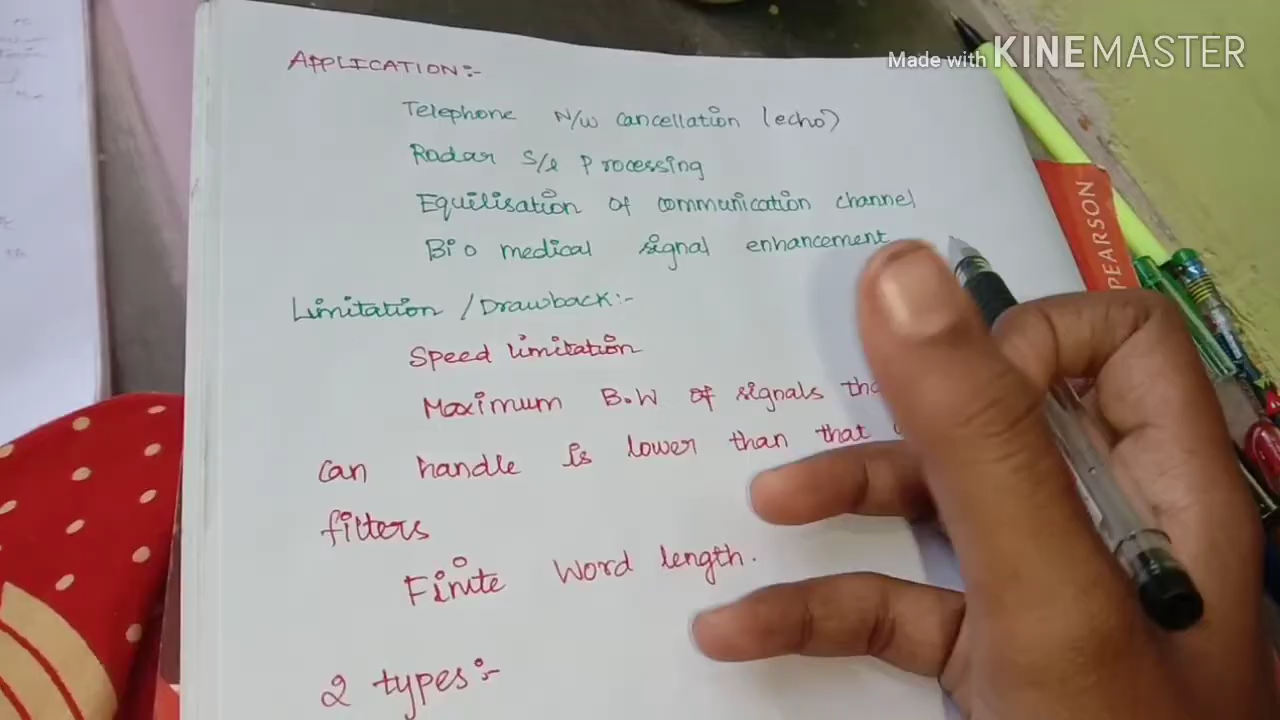 Made with KINEMASTER
APPLICATION:-
Telephone N/W cancellation (echo)
Radar S/l Processing
Equilisation of communication channel
Bio medical signal enhancement
Limitation / Drawback:-
Speed limitation
Maximum B.W of signals
can handle is lower than that
filters
Finite Word length.
2 types:-
PEARSON